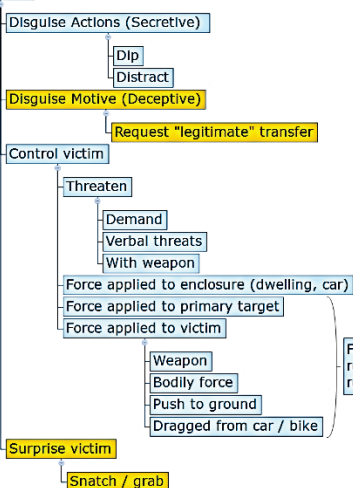 Disguise Actions (Secretive)
Dip
Distract
Disguise Motive (Deceptive)
Request "legitimate" transfer
Control victim
Threaten
Demand
Verbal threats
With weapon
Force applied to enclosure (dwelling, car)
Force applied to primary target
Force applied to victim
Weapon
Bodily force
Push to ground
Dragged from car / bike
Surprise victim
Snatch / grab